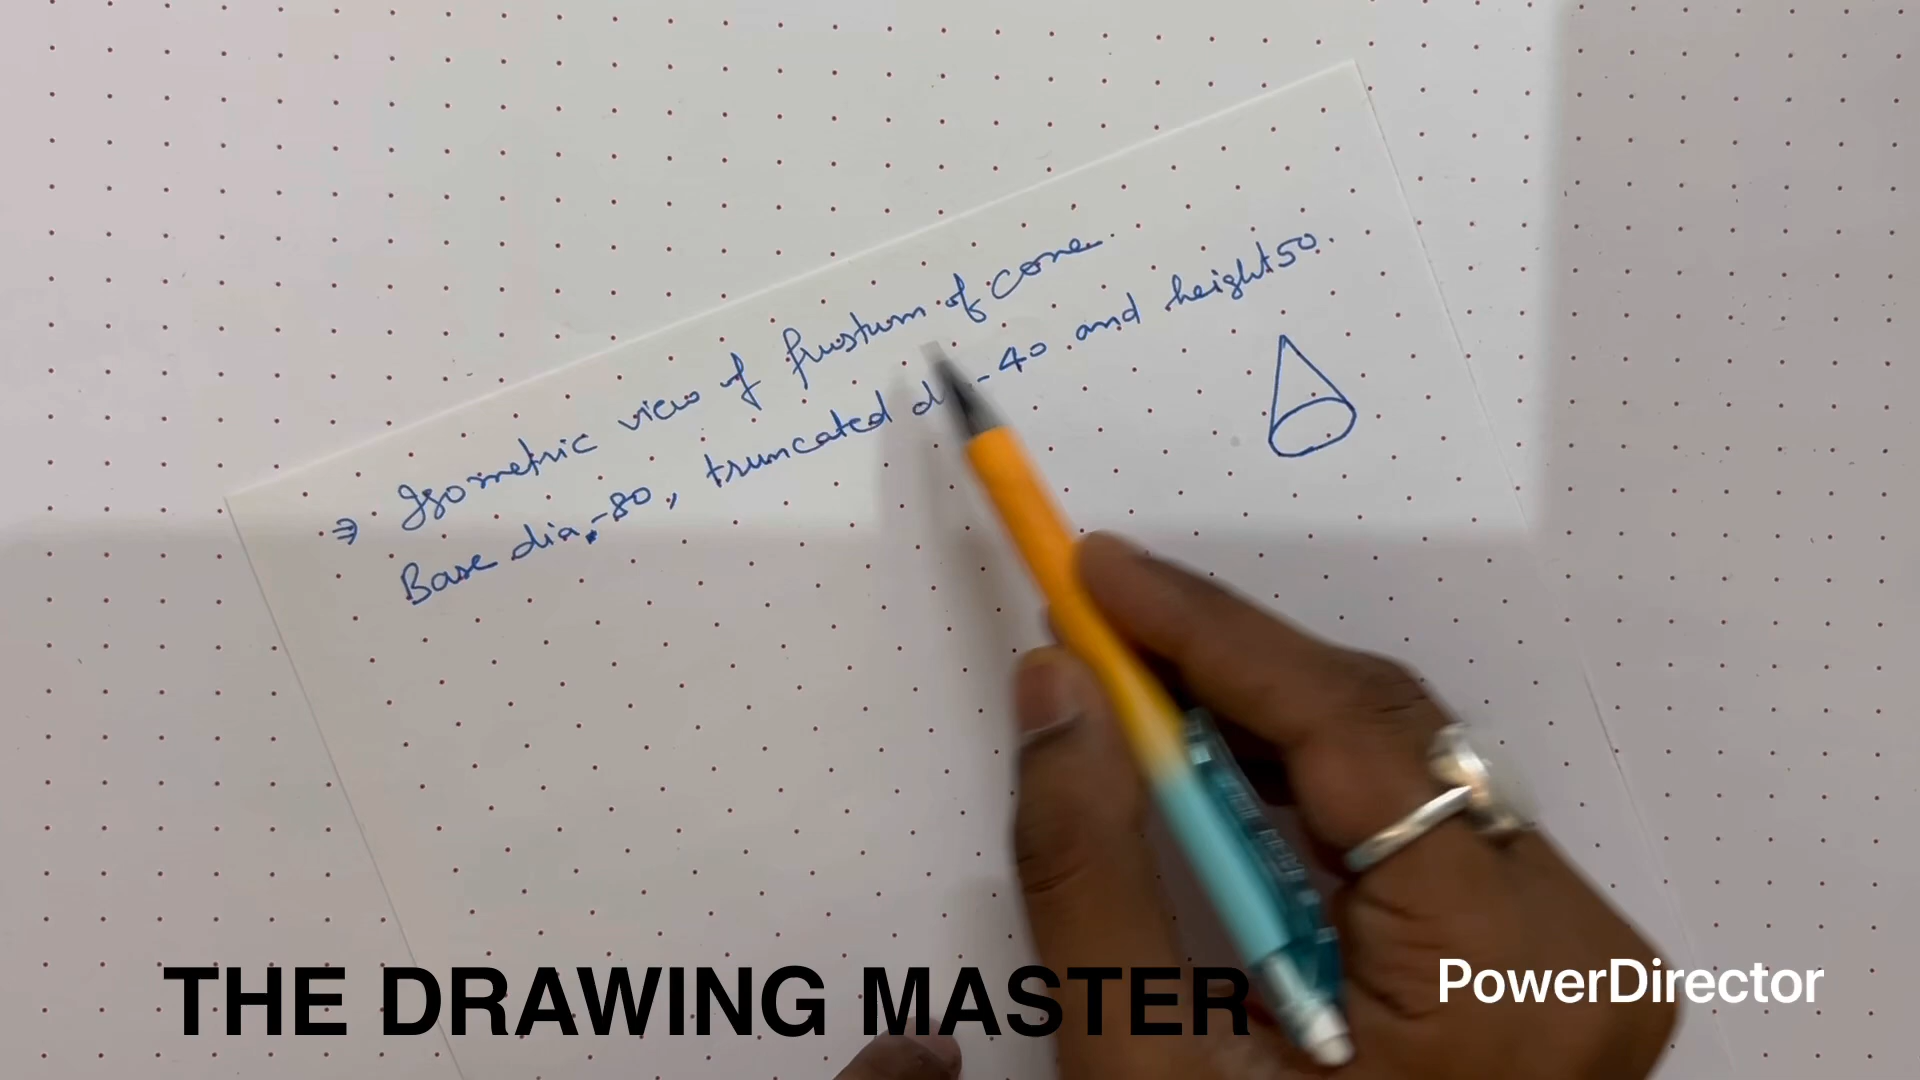 ⇒ Isometric view of frustum of cone.
Base dia.-80, truncated -40 and height 50.
THE DRAWING MASTER
PowerDirector